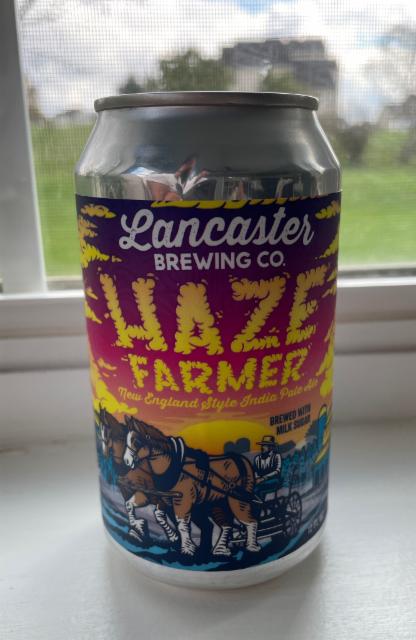 Lancaster
BREWING CO.
HAZE
FARMER
New England Style India Pale Ale
BREWED WITH
MILK SUGAR